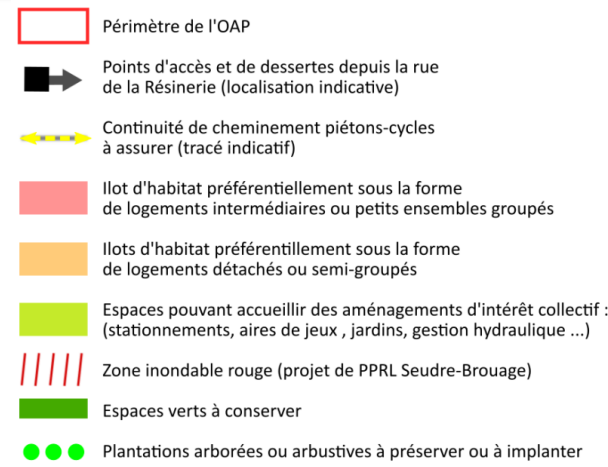 Périmètre de l'OAP
Points d'accès et de dessertes depuis la rue
de la Résinerie (localisation indicative)
Continuité de cheminement piétons-cycles
à assurer (tracé indicatif)
Ilot d'habitat préférentiellement sous la forme
de logements intermédiaires ou petits ensembles groupés
Ilots d'habitat préférentillement sous la forme
de logements détachés ou semi-groupés
Espaces pouvant accueillir des aménagements d'intérêt collectif :
(stationnements, aires de jeux , jardins, gestion hydraulique ...)
Zone inondable rouge (projet de PPRL Seudre-Brouage)
Espaces verts à conserver
Plantations arborées ou arbustives à préserver ou à implanter